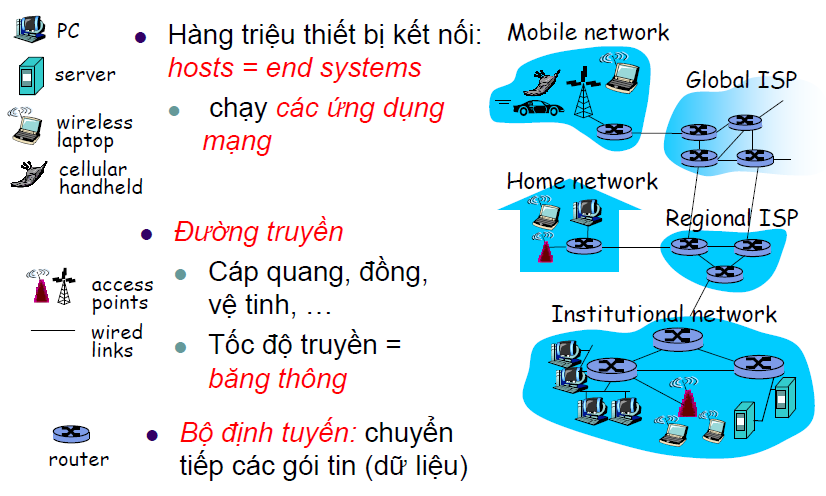 PC
server
wireless
laptop
cellular
handheld
Hàng triệu thiết bị kết nối:
hosts = end systems
chạy các ứng dụng
mạng
access
points
wired
links
Đường truyền
Cáp quang, đồng,
vệ tinh, …
Tốc độ truyền =
băng thông
router
Bộ định tuyến: chuyển
tiếp các gói tin (dữ liệu)
Mobile network
Global ISP
Home network
Regional ISP
Institutional network